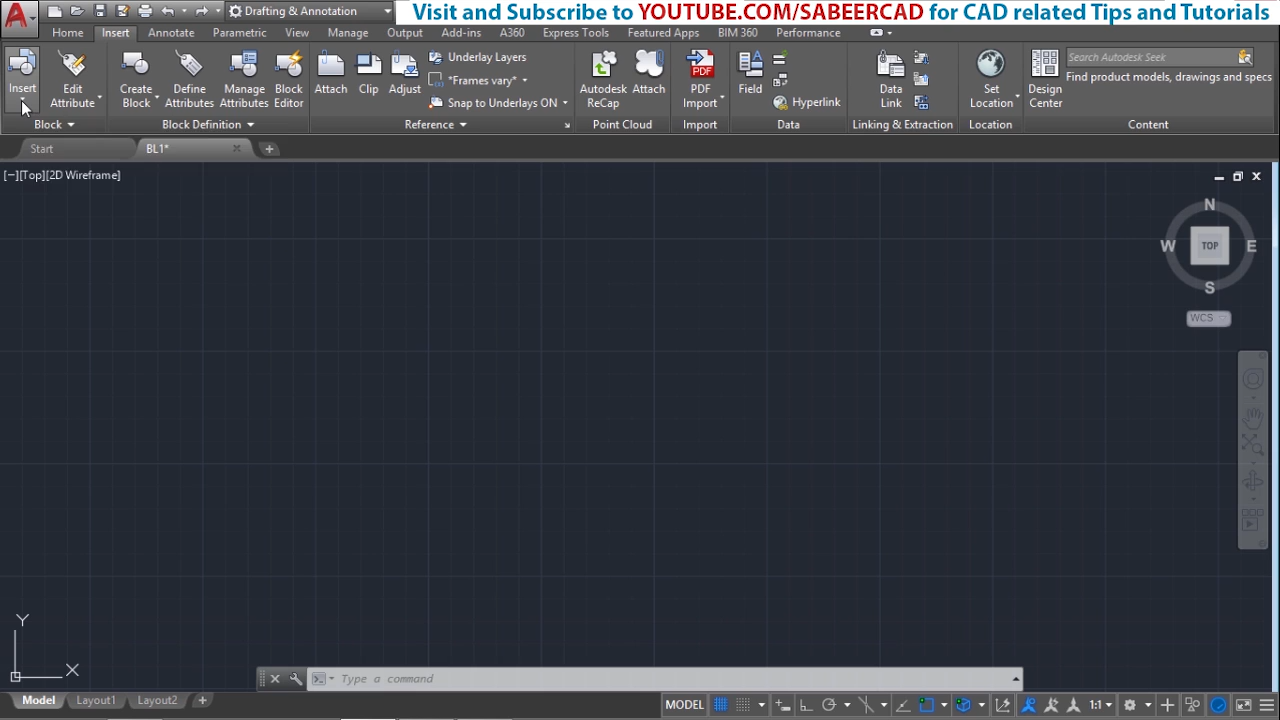 Drafting & Annotation
Visit and Subscribe to YOUTUBE.COM/SABEERCAD for CAD related Tips and Tutorials
Home Insert Annotate Parametric View Manage Output Add-ins A360 Express Tools Featured Apps BIM 360 Performance
Insert
Edit
Attribute
Create
Block
Define
Attributes
Manage
Attributes
Block
Editor
Attach
Clip
Adjust
Underlay Layers
*Frames vary*
Snap to Underlays ON
Autodesk
ReCap
Attach
PDF
PDF
Import
Field
Hyperlink
Data
Link
Set
Location
Design
Center
Search Autodesk Seek
Find product models, drawings and specs
Block Block Definition Reference Point Cloud Import Data Linking & Extraction Location Content
Start BL1*
[−][Top][2D Wireframe]
N
W TOP E
S
WCS
Y
X
Type a command
Model Layout1 Layout2
MODEL 1:1